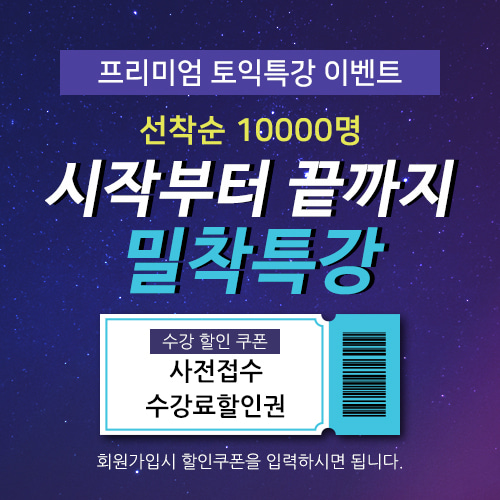 프리미엄 토익특강 이벤트
선착순 10000명
시작부터 끝까지
밀착특강
수강 할인 쿠폰
사전접수
수강료할인권
회원가입시 할인쿠폰을 입력하시면 됩니다.